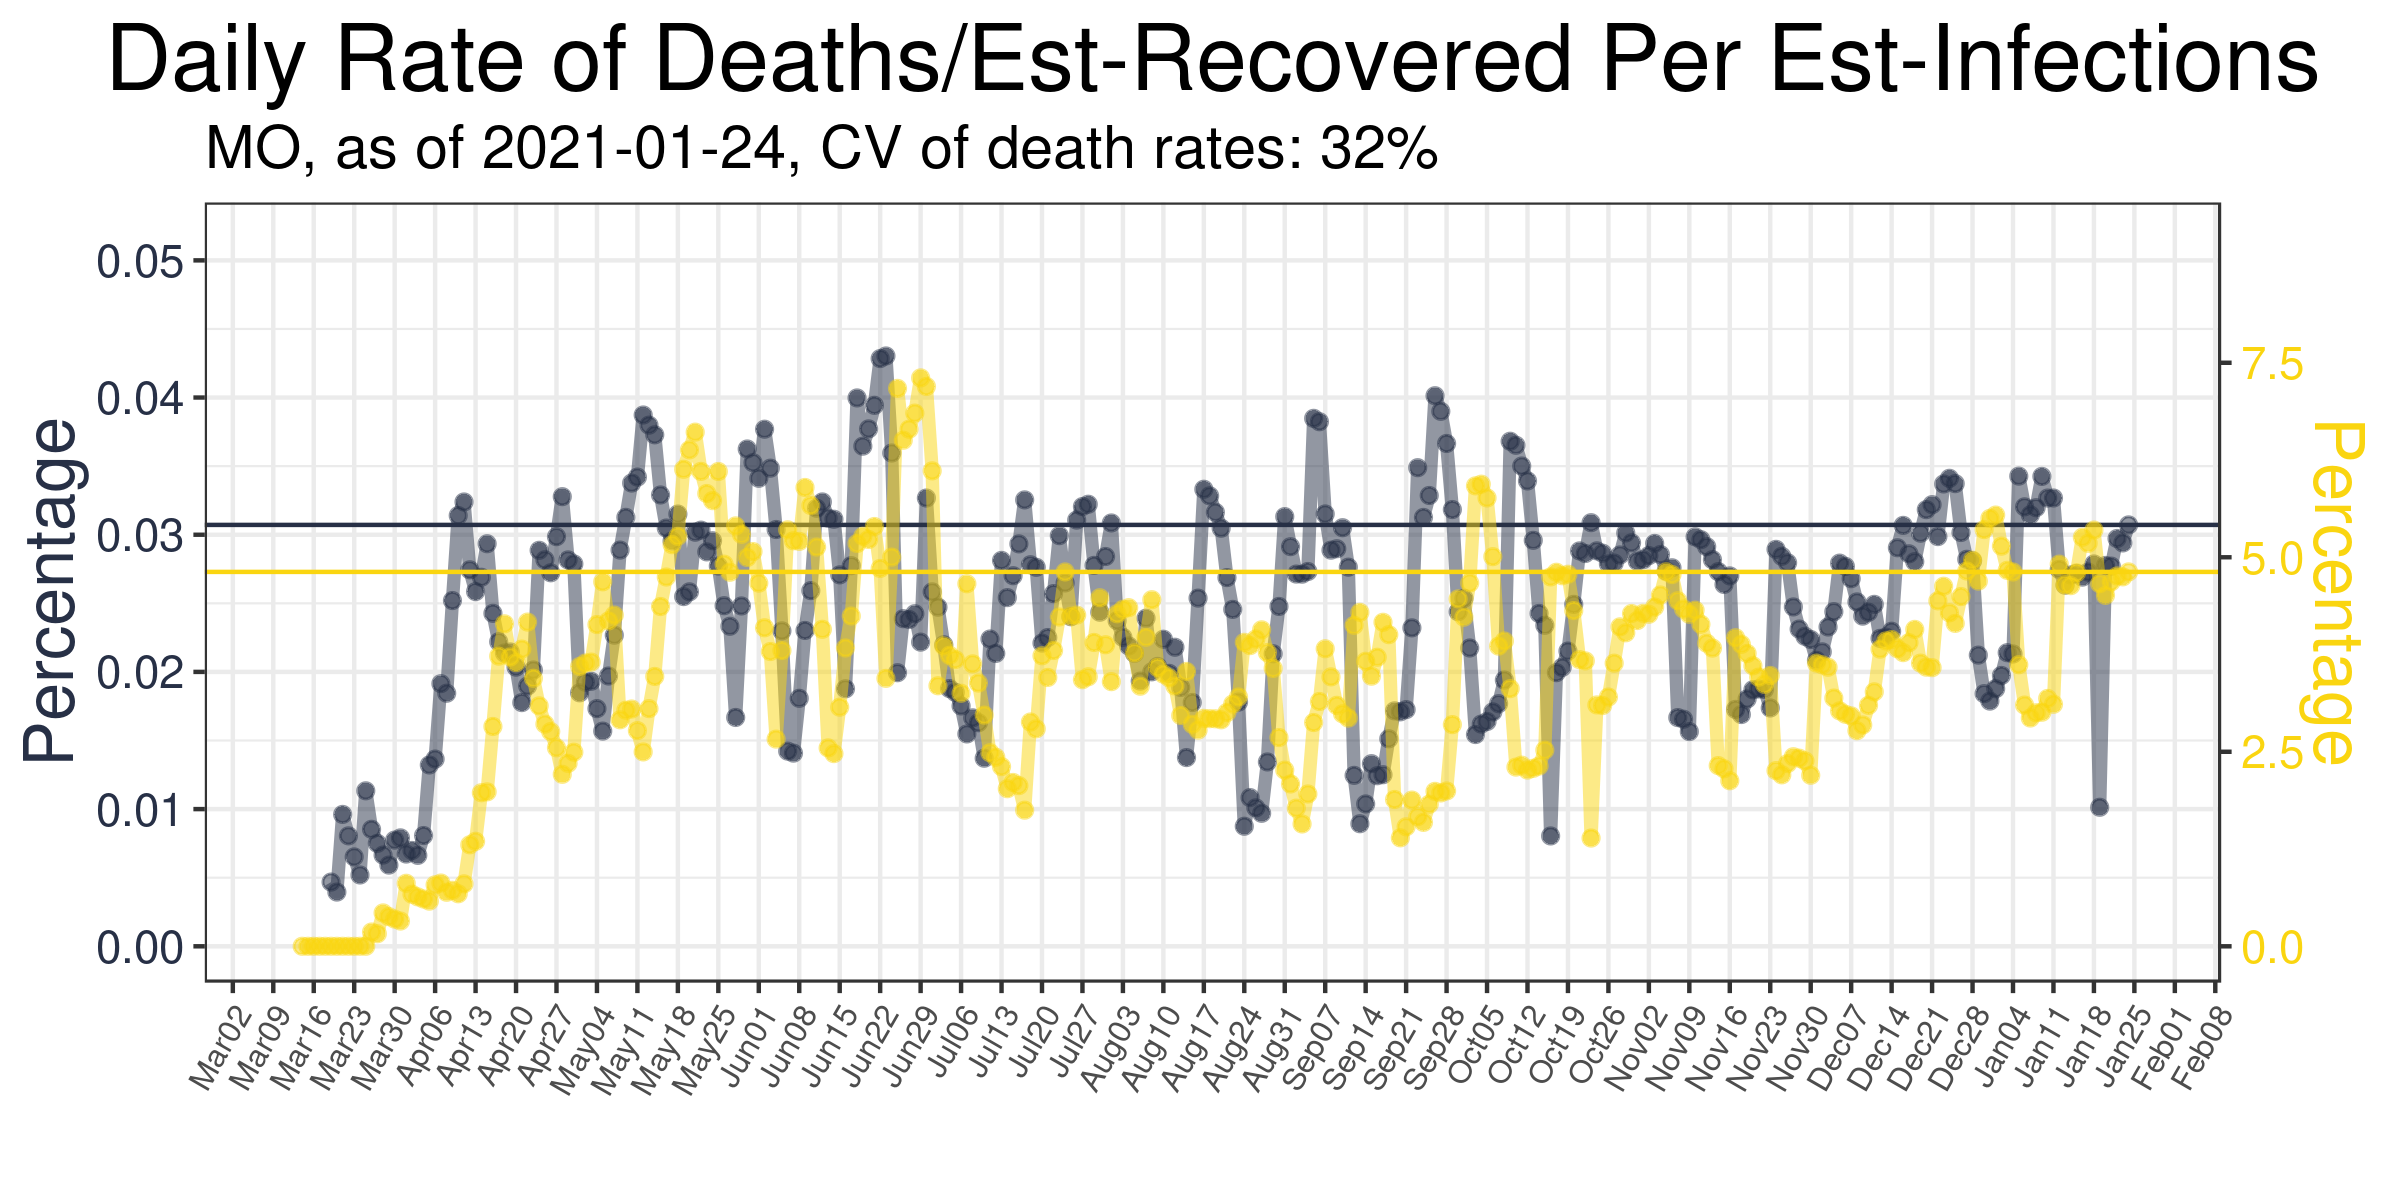 Daily Rate of Deaths/Est-Recovered Per Est-Infections
MO, as of 2021-01-24, CV of death rates: 32%
Percentage
0.05
0.04
0.03
0.02
0.01
0.00
7.5
5.0
2.5
0.0
Percentage
Mar02
Mar09
Mar16
Mar23
Mar30
Apr06
Apr13
Apr20
Apr27
May04
May11
May18
May25
Jun01
Jun08
Jun15
Jun22
Jun29
Jul06
Jul13
Jul20
Jul27
Aug03
Aug10
Aug17
Aug24
Aug31
Sep07
Sep14
Sep21
Sep28
Oct05
Oct12
Oct19
Oct26
Nov02
Nov09
Nov16
Nov23
Nov30
Dec07
Dec14
Dec21
Dec28
Jan04
Jan11
Jan18
Jan25
Feb01
Feb08